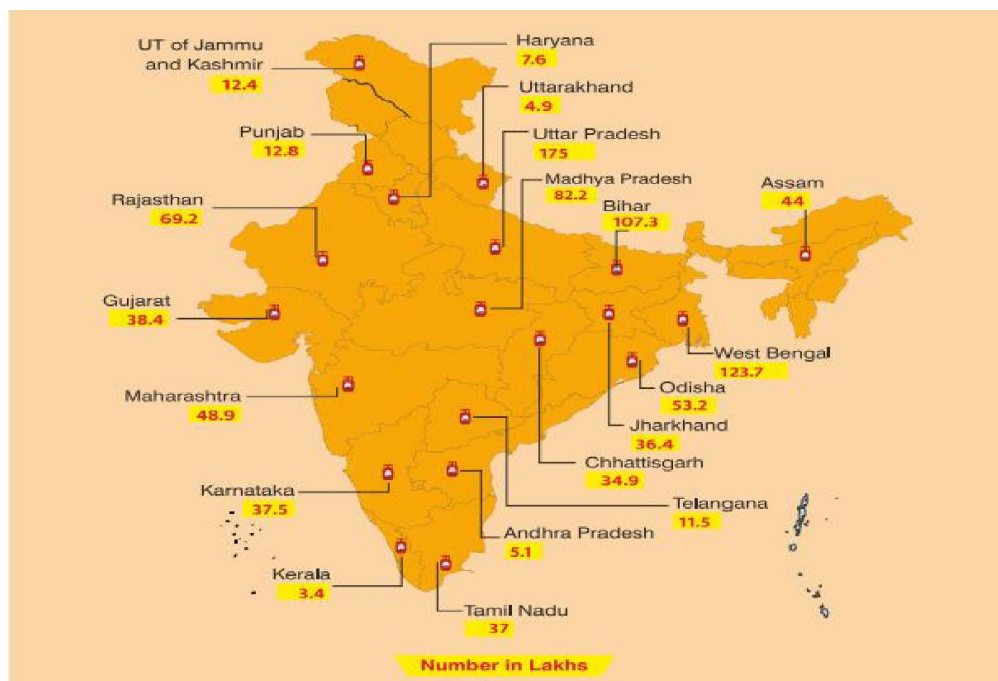 UT of Jammu
and Kashmir
12.4
Haryana
7.6
Uttarakhand
4.9
Punjab
12.8
Uttar Pradesh
175
Madhya Pradesh
82.2
Rajasthan
69.2
Bihar
107.3
Assam
44
Gujarat
38.4
West Bengal
123.7
Maharashtra
48.9
Odisha
53.2
Jharkhand
36.4
Chhattisgarh
34.9
Karnataka
37.5
Telangana
11.5
Andhra Pradesh
5.1
Kerala
3.4
Tamil Nadu
37
Number in Lakhs